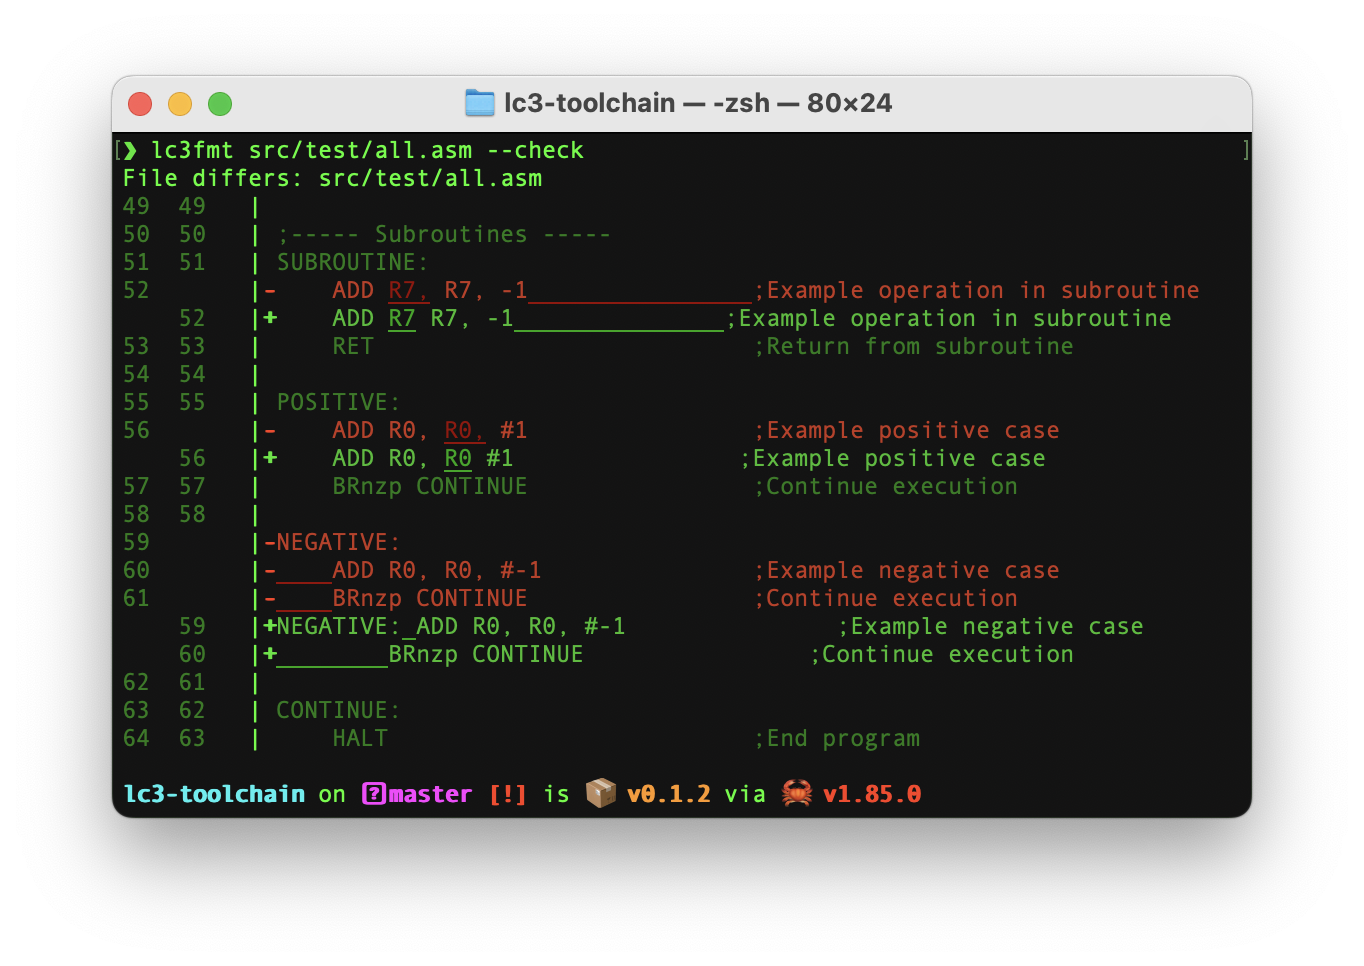 lc3-toolchain — -zsh — 80×24
[❯ lc3fmt src/test/all.asm --check ]
File differs: src/test/all.asm
49  49   |
50  50   | ;----- Subroutines -----
51  51   | SUBROUTINE:
52       |-    ADD R7, R7, -1                ;Example operation in subroutine
    52   |+    ADD R7 R7, -1               ;Example operation in subroutine
53  53   |     RET                           ;Return from subroutine
54  54   |
55  55   | POSITIVE:
56       |-    ADD R0, R0, #1                ;Example positive case
    56   |+    ADD R0, R0 #1                ;Example positive case
57  57   |     BRnzp CONTINUE                ;Continue execution
58  58   |
59       |-NEGATIVE:
60       |-    ADD R0, R0, #-1               ;Example negative case
61       |-    BRnzp CONTINUE                ;Continue execution
    59   |+NEGATIVE: ADD R0, R0, #-1               ;Example negative case
    60   |+        BRnzp CONTINUE                ;Continue execution
62  61   |
63  62   | CONTINUE:
64  63   |     HALT                          ;End program
lc3-toolchain on ?master [!] is 📦 v0.1.2 via 🦀 v1.85.0